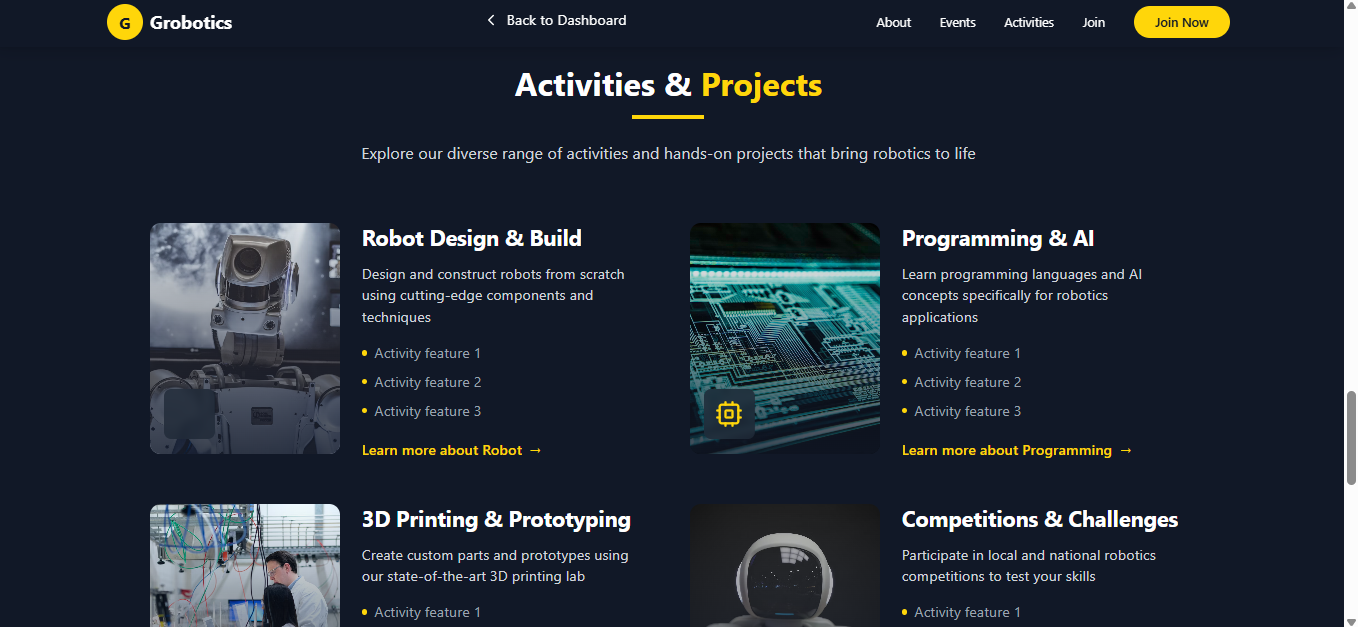 G Grobotics
Back to Dashboard
About Events Activities Join Join Now
Activities & Projects
Explore our diverse range of activities and hands-on projects that bring robotics to life
Robot Design & Build
Design and construct robots from scratch
using cutting-edge components and
techniques
Activity feature 1
Activity feature 2
Activity feature 3
Learn more about Robot →
Programming & AI
Learn programming languages and AI
concepts specifically for robotics
applications
Activity feature 1
Activity feature 2
Activity feature 3
Learn more about Programming →
3D Printing & Prototyping
Create custom parts and prototypes using
our state-of-the-art 3D printing lab
Activity feature 1
Competitions & Challenges
Participate in local and national robotics
competitions to test your skills
Activity feature 1